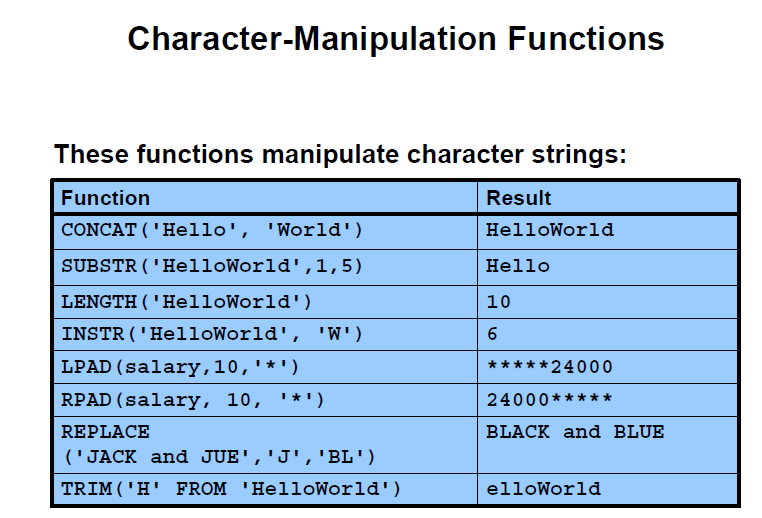 Character-Manipulation Functions
These functions manipulate character strings:
Function Result
CONCAT('Hello', 'World') HelloWorld
SUBSTR('HelloWorld',1,5) Hello
LENGTH('HelloWorld') 10
INSTR('HelloWorld', 'W') 6
LPAD(salary,10,'*') *****24000
RPAD(salary, 10, '*') 24000*****
REPLACE BLACK and BLUE
('JACK and JUE','J','BL')
TRIM('H' FROM 'HelloWorld') elloWorld